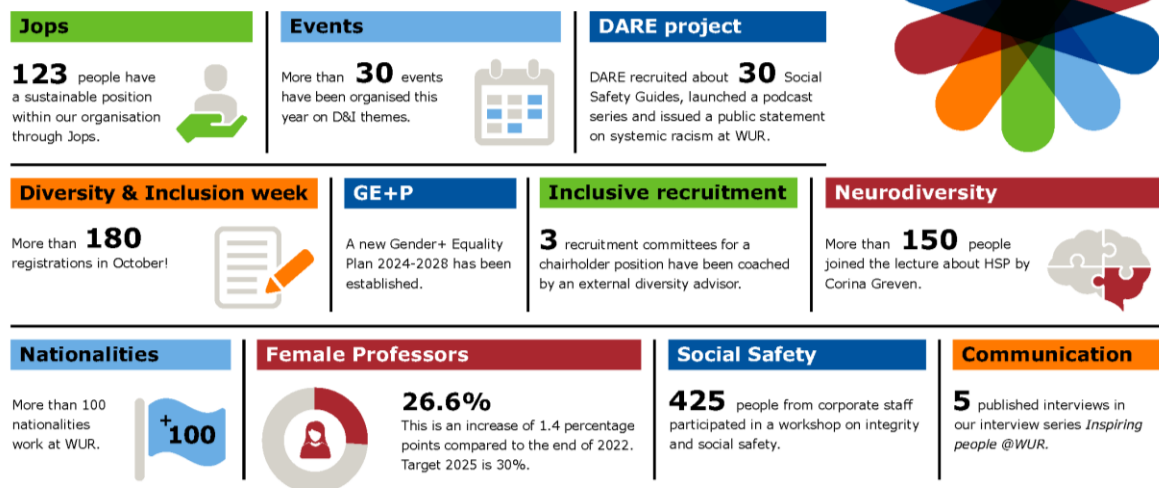 Jops
123 people have
a sustainable position
within our organisation
through Jops.
Events
More than 30 events
have been organised this
year on D&I themes.
DARE project
DARE recruited about 30 Social
Safety Guides, launched a podcast
series and issued a public statement
on systemic racism at WUR.
Diversity & Inclusion week
More than 180
registrations in October!
GE+P
A new Gender+ Equality
Plan 2024-2028 has been
established.
Inclusive recruitment
3 recruitment committees for a
chairholder position have been coached
by an external diversity advisor.
Neurodiversity
More than 150 people
joined the lecture about HSP by
Corina Greven.
Nationalities
More than 100
nationalities
work at WUR.
+100
Female Professors
26.6%
This is an increase of 1.4 percentage
points compared to the end of 2022.
Target 2025 is 30%.
Social Safety
425 people from corporate staff
participated in a workshop on integrity
and social safety.
Communication
5 published interviews in
our interview series Inspiring
people @WUR.